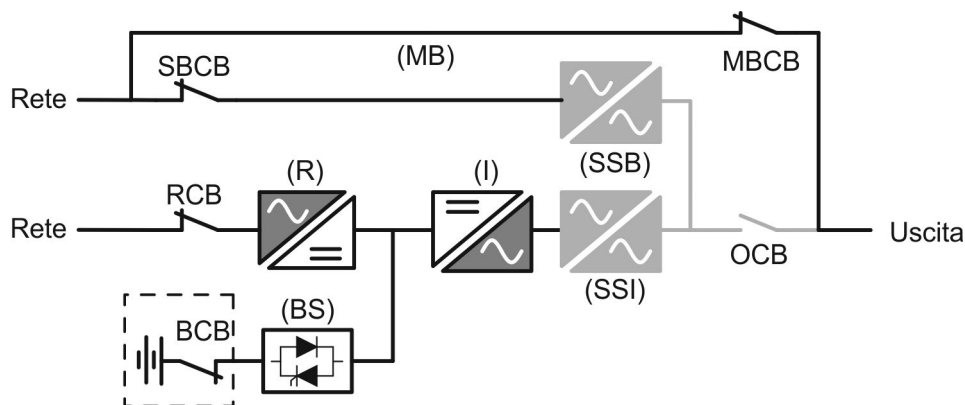 (MB)
MBCB
SBCB
Rete
(SSB)
(R)
(I)
RCB
Rete
Uscita
OCB
(SSI)
(BS)
BCB